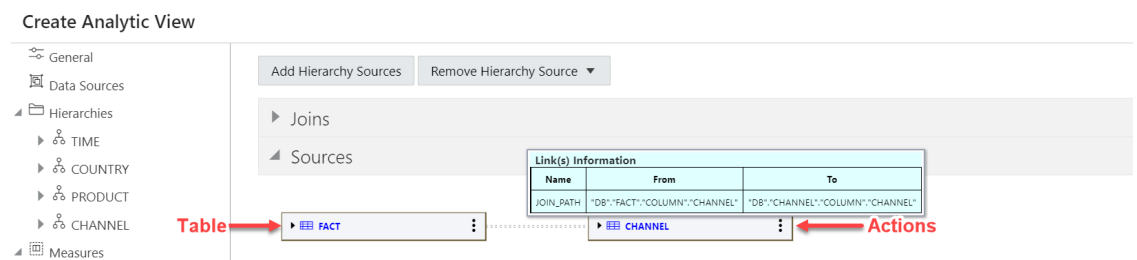 Create Analytic View
General
Data Sources
Hierarchies
TIME
COUNTRY
PRODUCT
CHANNEL
Measures
Add Hierarchy Sources
Remove Hierarchy Source
Joins
Sources
Link(s) Information
Name From To
JOIN_PATH "DB"."FACT"."COLUMN"."CHANNEL" "DB"."CHANNEL"."COLUMN"."CHANNEL"
Table FACT CHANNEL Actions